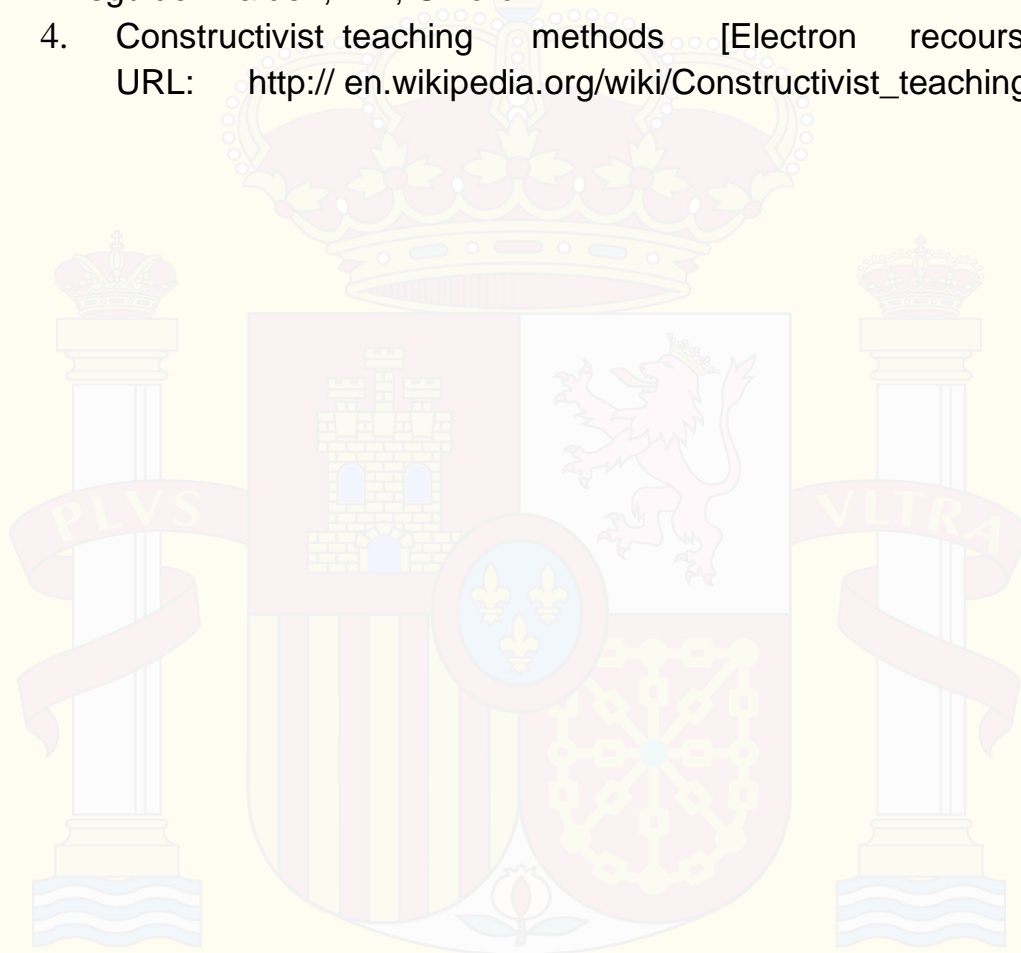 4. Constructivist teaching methods [Electron recours
URL: http:// en.wikipedia.org/wiki/Constructivist_teaching
PLVS
VLTRA